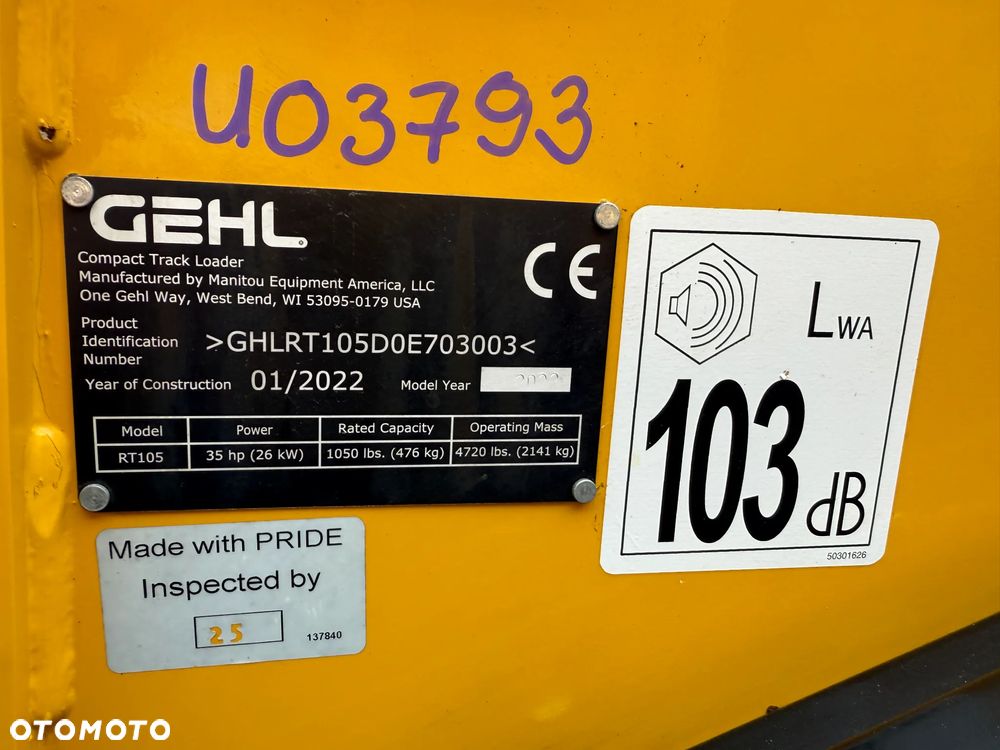 U03793
GEHL
Compact Track Loader
Manufactured by Manitou Equipment America, LLC
One Gehl Way, West Bend, WI 53095-0179 USA
CE
Product
Identification
Number
>GHLRT105D0E703003<
Year of Construction 01/2022 Model Year 2022
Model Power Rated Capacity Operating Mass
RT105 35 hp (26 kW) 1050 lbs. (476 kg) 4720 lbs. (2141 kg)
LWA
103 dB
50301626
Made with PRIDE
Inspected by
25
137840
OTOMOTO